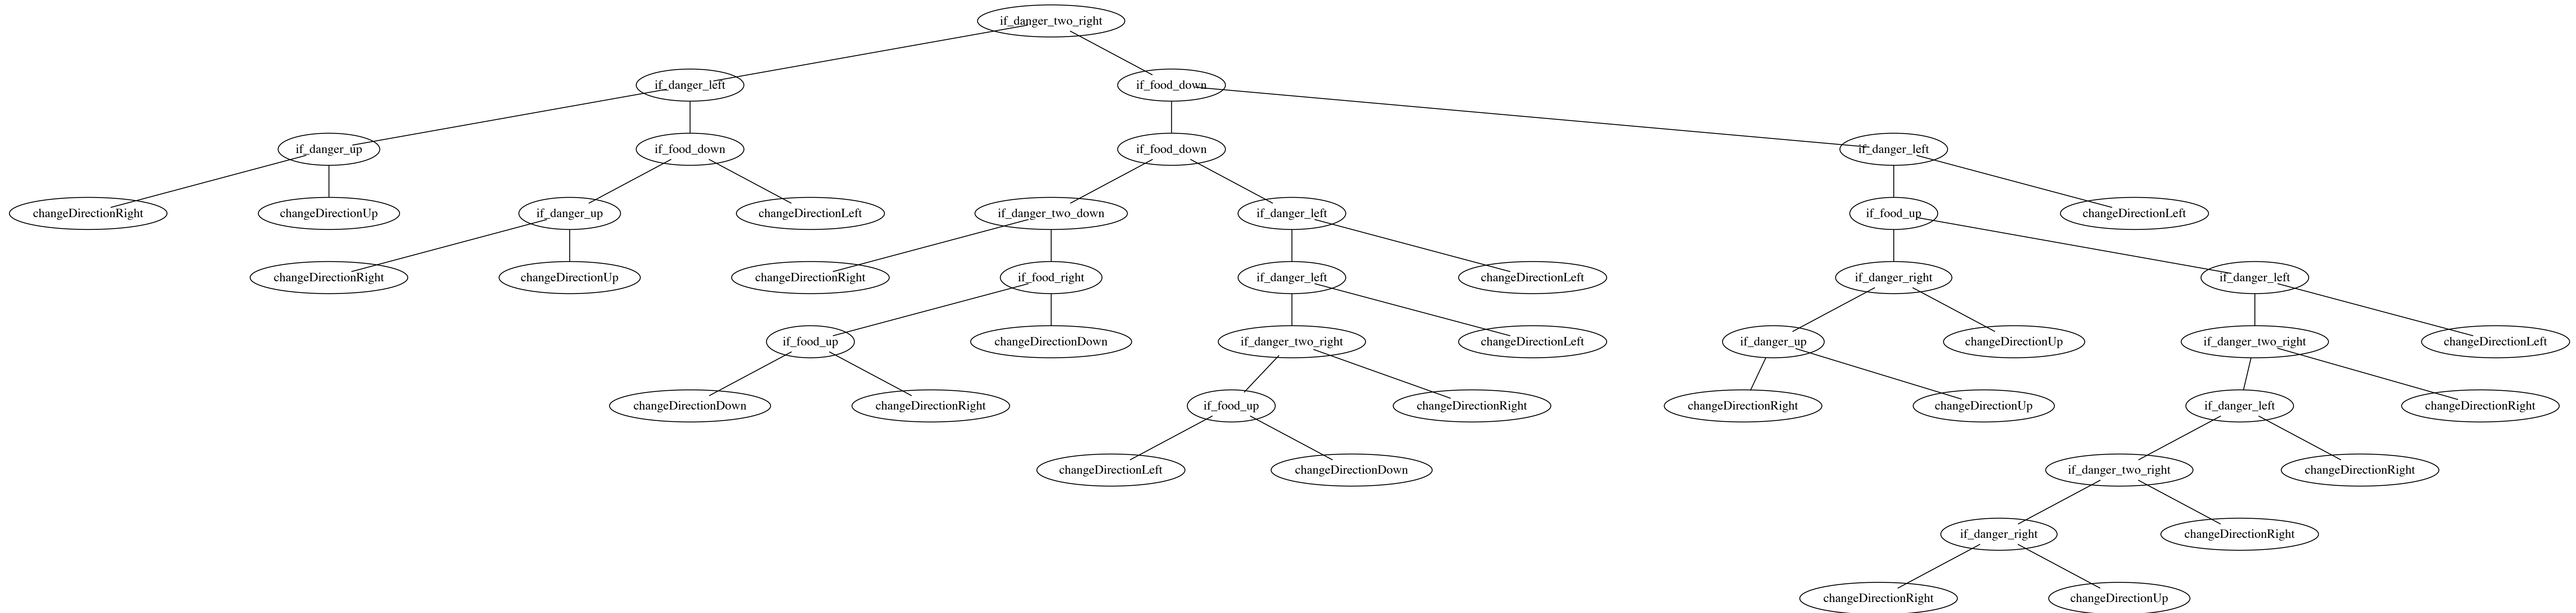 if_danger_two_right
if_danger_left
if_food_down
if_danger_up
if_food_down
if_food_down
if_danger_left
changeDirectionRight
changeDirectionUp
if_danger_up
changeDirectionLeft
if_danger_two_down
if_danger_left
if_food_up
changeDirectionLeft
changeDirectionRight
changeDirectionUp
changeDirectionRight
if_food_right
if_danger_left
changeDirectionLeft
if_danger_right
if_danger_left
if_food_up
changeDirectionDown
if_danger_two_right
changeDirectionLeft
if_danger_up
changeDirectionUp
if_danger_two_right
changeDirectionLeft
changeDirectionDown
changeDirectionRight
if_food_up
changeDirectionRight
changeDirectionRight
changeDirectionUp
if_danger_left
changeDirectionRight
changeDirectionLeft
changeDirectionDown
if_danger_two_right
changeDirectionRight
if_danger_right
changeDirectionRight
changeDirectionRight
changeDirectionUp